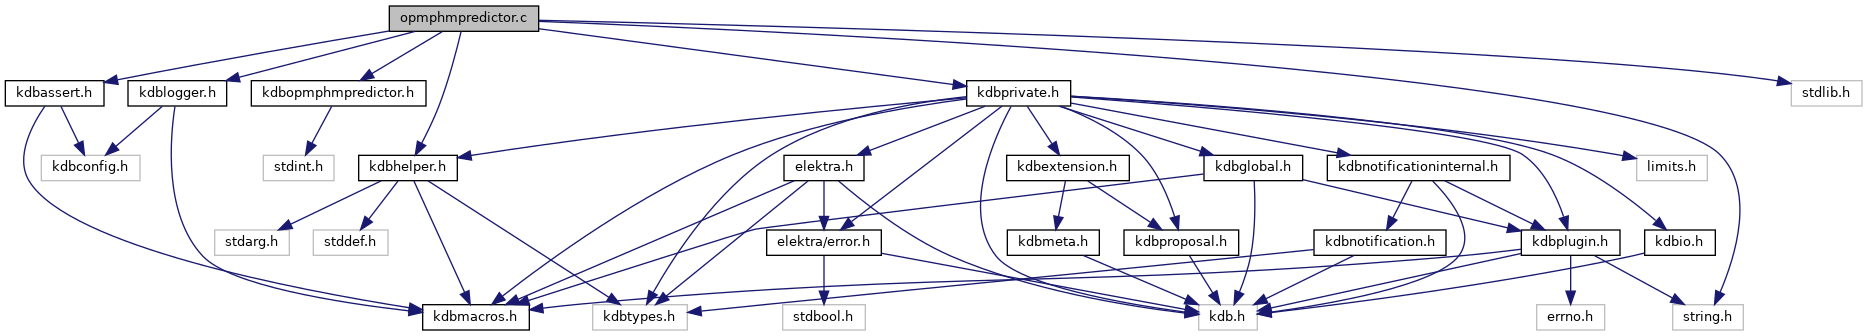 opmphmpredictor.c
kdbassert.h
kdblogger.h
kdbopmphmpredictor.h
kdbprivate.h
stdlib.h
kdbconfig.h
stdint.h
kdbhelper.h
elektra.h
kdbextension.h
kdbglobal.h
kdbnotificationinternal.h
limits.h
stdarg.h
stddef.h
elektra/error.h
kdbmeta.h
kdbproposal.h
kdbnotification.h
kdbplugin.h
kdbio.h
kdbmacros.h
kdbtypes.h
stdbool.h
kdb.h
errno.h
string.h